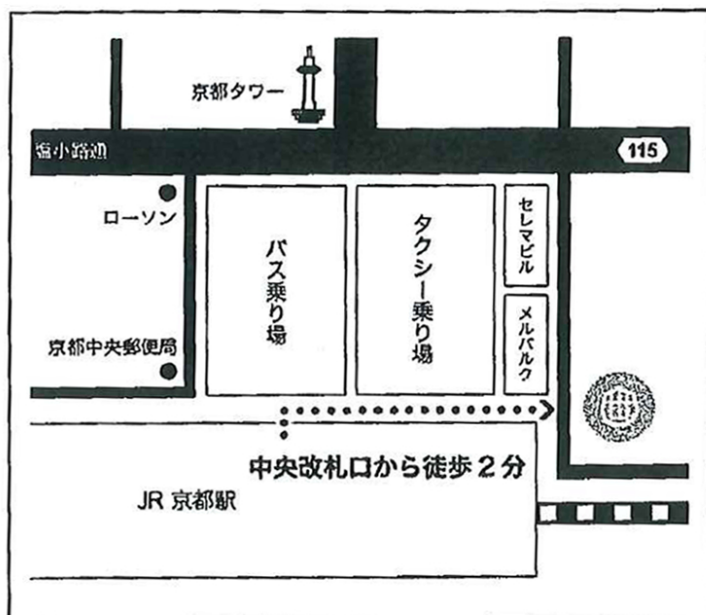 京都タワー
塩小路通
115
ローソン
バス乗り場
タクシー乗り場
セレマビル
メルパルク
京都中央郵便局
中央改札口から徒歩2分
JR 京都駅